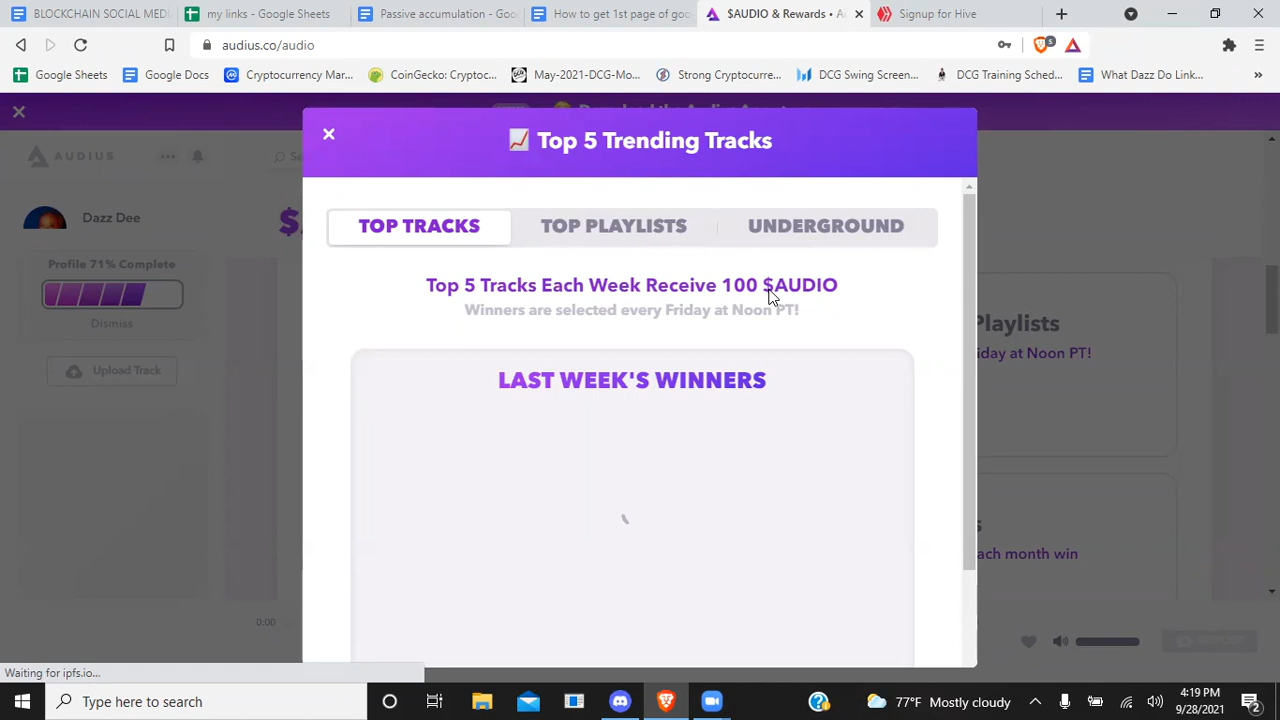 BLOCKCHAIN SOCIAL MEDI
my links - Google Sheets
Passive accumulation - Goo
How to get 1st page of goo
$AUDIO & Rewards • A
Signup for Hive
audius.co/audio
5
Google Sheets
Google Docs
Cryptocurrency Mar...
CoinGecko: Cryptoc...
May-2021-DCG-Mo...
Strong Cryptocurre...
DCG Swing Screen...
DCG Training Sched...
What Dazz Do Link...
»
Top 5 Trending Tracks
AUDIUS
Dazz Dee
TOP TRACKS
TOP PLAYLISTS
UNDERGROUND
Profile 71% Complete
Dismiss
Upload Track
Top 5 Tracks Each Week Receive 100 $AUDIO
Winners are selected every Friday at Noon PT!
Playlists
iday at Noon PT!
LAST WEEK'S WINNERS
ach month win
0:00
Waiting for ipfs.io...
Type here to search
77°F Mostly cloudy
4:19 PM
9/28/2021
2